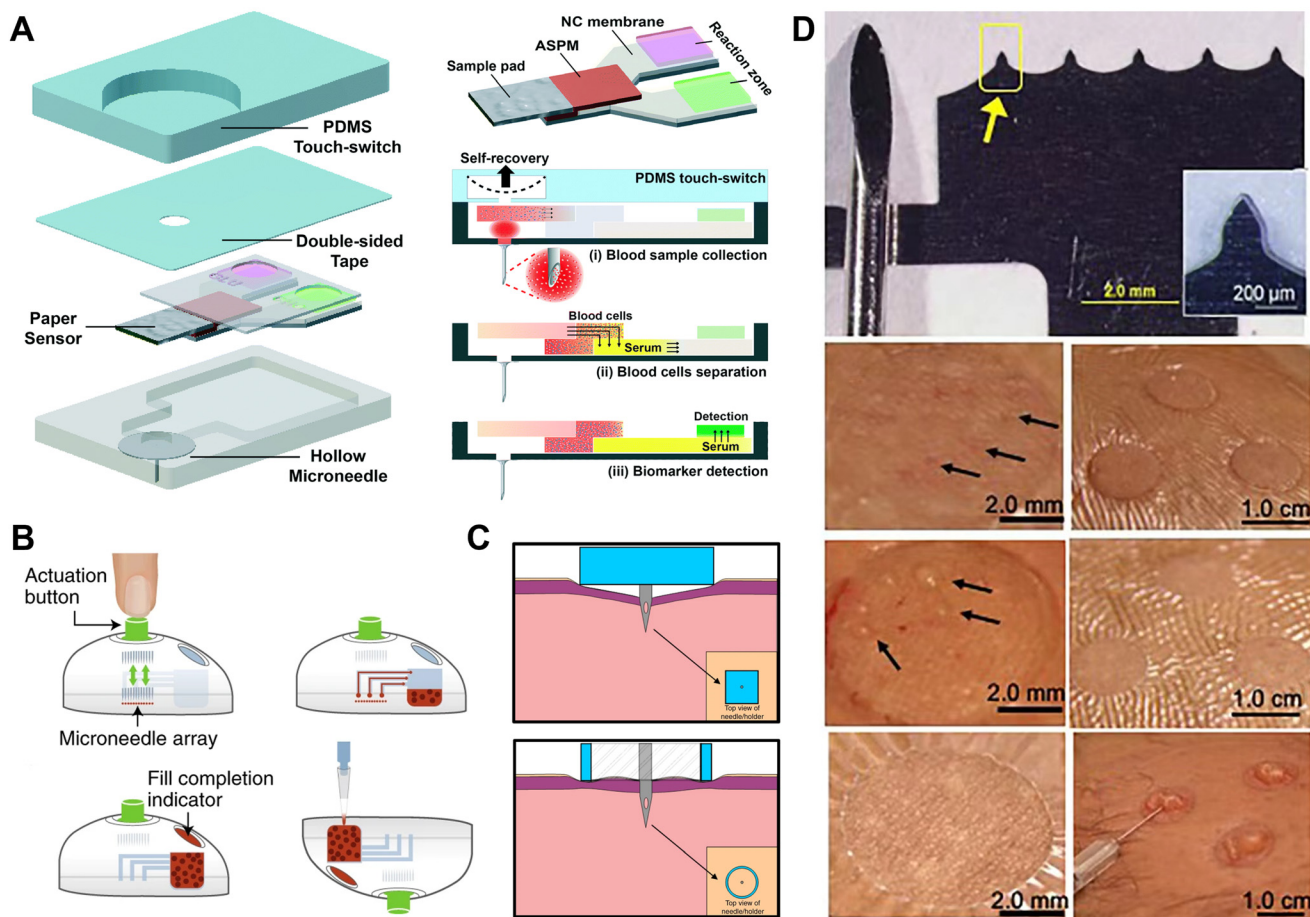 A
PDMS
Touch-switch
Double-sided
Tape
Paper
Sensor
Hollow
Microneedle
NC membrane
ASPM
Sample pad
Reaction zone
Self-recovery
PDMS touch-switch
(i) Blood sample collection
Blood cells
Serum
(ii) Blood cells separation
Detection
Serum
(iii) Biomarker detection
B
Actuation
button
Microneedle array
Fill completion
indicator
C
Top view of
needle/holder
Top view of
needle/holder
D
2.0 mm
200 µm
2.0 mm
1.0 cm
2.0 mm
1.0 cm
2.0 mm
1.0 cm